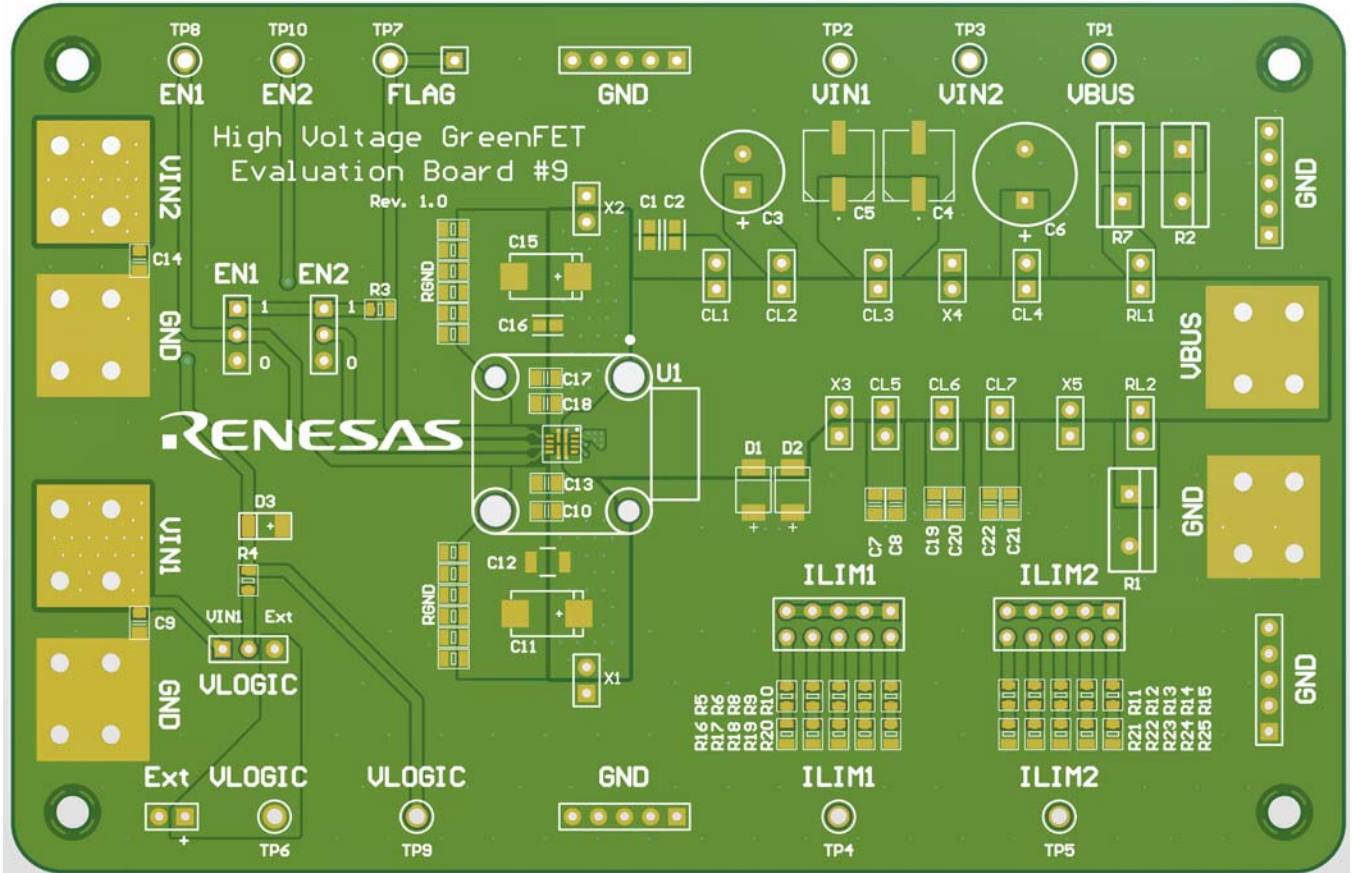 TP8 TP10 TP7 TP2 TP3 TP1
EN1 EN2 FLAG GND VIN1 VIN2 VBUS
High Voltage GreenFET
Evaluation Board #9
Rev. 1.0
VIN2
C14
GND
EN1 EN2
1 1
0 0
R3
RGND
C15
+
C16
X2
C1 C2
C3
+
C5
C4
C6
+
R7
R2
GND
CL1 CL2 CL3 X4 CL4 RL1
VBUS
U1
C17
C18
C13
C10
RENESAS
X3 CL5 CL6 CL7 X5 RL2
D1 D2
+ +
C7 C8 C19 C20 C22 C21
R1
GND
VIN1
D3
+
R4
C9
GND
VIN1 Ext
VLOGIC
RGND
C12
C11
+
X1
ILIM1 ILIM2
R5 R6 R8 R9 R10
R16 R17 R18 R19 R20
R11 R12 R13 R14 R15
R21 R22 R23 R24 R25
GND
Ext VLOGIC VLOGIC GND ILIM1 ILIM2
+
TP6 TP9 TP4 TP5